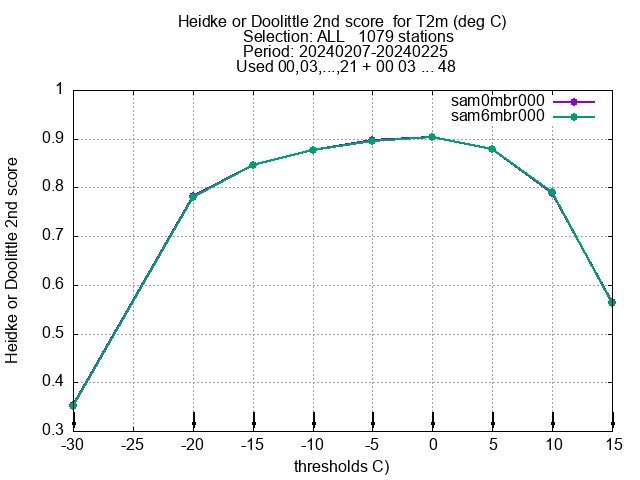 Heidke or Doolittle 2nd score  for T2m (deg C)
Selection: ALL   1079 stations
Period: 20240207-20240225
Used 00,03,...,21 + 00 03 ... 48
sam0mbr000
sam6mbr000
1
0.9
0.8
0.7
0.6
0.5
0.4
0.3
Heidke or Doolittle 2nd score
-30 -20 -15 -10 -5 0 5 10 15
thresholds C)